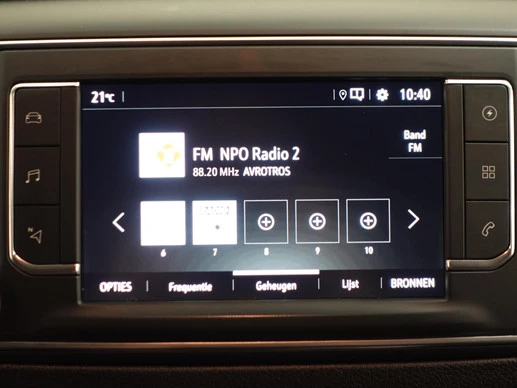 21°C 10:40
Band
FM
FM NPO Radio 2
88.20 MHz AVROTROS
6 7 8 9 10
N
OPTIES Frequentie Geheugen Lijst BRONNEN